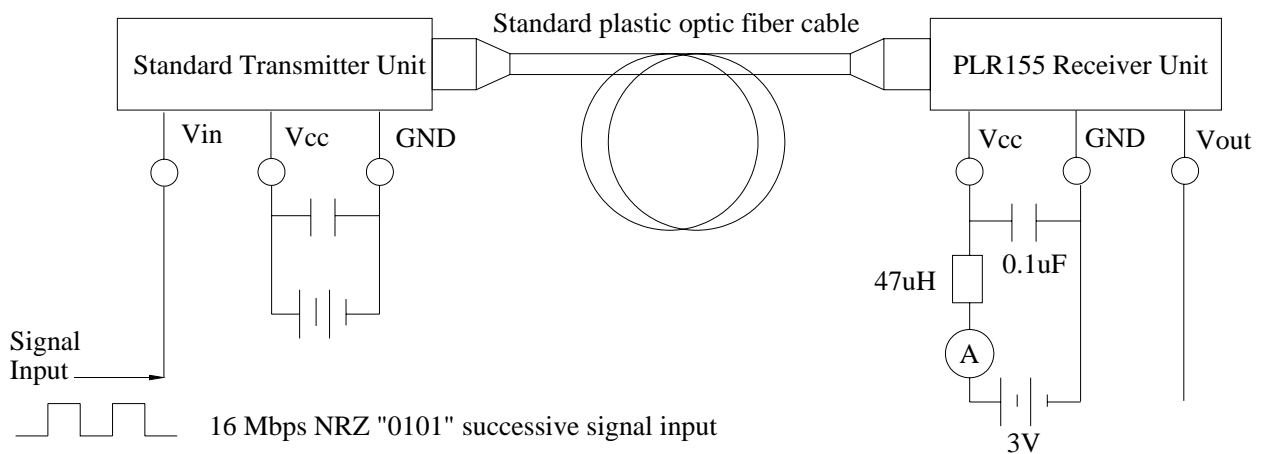 Standard plastic optic fiber cable
Standard Transmitter Unit
PLR155 Receiver Unit
Vin
Vcc
GND
Vcc
GND
Vout
47uH
0.1uF
A
3V
Signal
Input
16 Mbps NRZ "0101" successive signal input